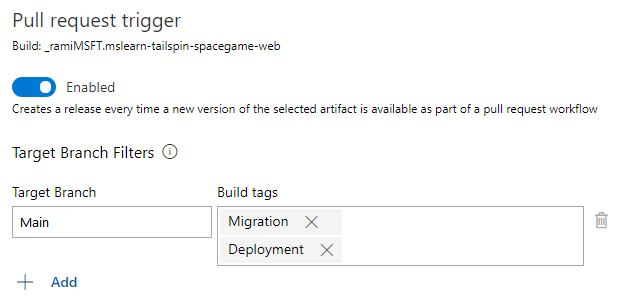 Pull request trigger
Build: _ramiMSFT.mslearn-tailspin-spacegame-web
Enabled
Creates a release every time a new version of the selected artifact is available as part of a pull request workflow
Target Branch Filters
Target Branch
Build tags
Main
Migration
Deployment
Add